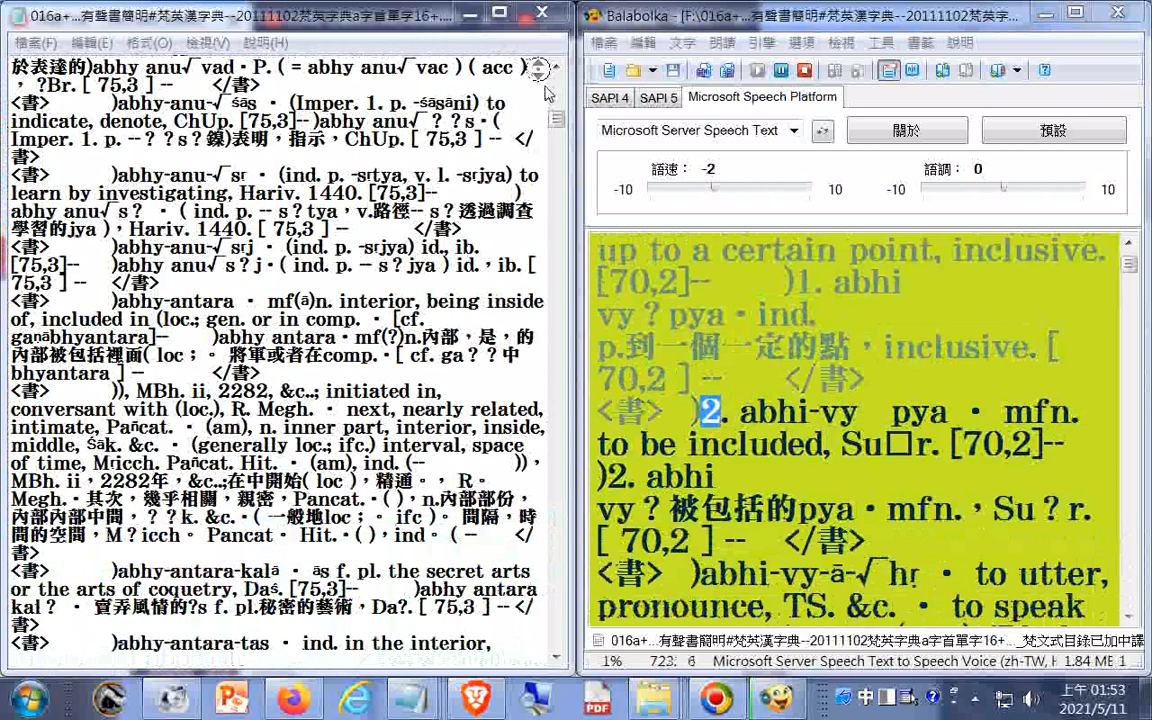 016a+...有聲書簡明#梵英漢字典--20111102梵英字典a字首單字16+...
檔案(F) 編輯(E) 格式(O) 檢視(V) 說明(H)
於表達的)abhy anu√ vad‧P. ( = abhy anu√ vac ) ( acc )
，?Br. [ 75,3 ] -- </書>
<書> )abhy-anu-√śās ‧ (Imper. 1. p. -śāsāni) to
indicate, denote, ChUp. [75,3]-- )abhy anu√ ? ?s‧(
Imper. 1. p. --? ?s?鎳)表明，指示，ChUp. [ 75,3 ] -- </
書>
<書> )abhy-anu-√sṛ ‧ (ind. p. -sṛtya, v. l. -sṛjya) to
learn by investigating, Hariv. 1440. [75,3]-- )
abhy anu√ s? ‧( ind. p. -- s?tya，v.路徑-- s?透過調查
學習的jya )，Hariv. 1440. [ 75,3 ] -- </書>
<書> )abhy-anu-√sṛj ‧ (ind. p. -sṛjya) id., ib.
[75,3]-- )abhy anu√ s?j‧( ind. p. -- s?jya ) id.，ib. [
75,3 ] -- </書>
<書> )abhy-antara ‧ mf(ā)n. interior, being inside
of, included in (loc.; gen. or in comp. ‧ [cf.
gaṇābhyantara]-- )abhy antara‧mf(?)n.內部，是，的
內部被包括裡面( loc；。 將軍或者在comp.‧[ cf. ga? ?中
bhyantara ] -- </書>
<書> )), MBh. ii, 2282, &c.; initiated in,
conversant with (loc.), R. Megh. ‧ next, nearly related,
intimate, Pañcat. ‧ (am), n. inner part, interior, inside,
middle, Śāk. &c. ‧ (generally loc.; ifc.) interval, space
of time, Mṛicch. Pañcat. Hit. ‧ (am), ind. (-- ))，
MBh. ii，2282年，&c.;在中開始( loc )，精通。，R。
Megh.‧其次，幾乎相關，親密，Pancat.‧( )，n.內部部份，
內部內部中間，? ?k. &c.‧( 一般地loc；。 ifc )。 間隔，時
間的空間，M?icch。 Pancat‧Hit.‧( )，ind。( -- </
書>
<書> )abhy-antara-kalā ‧ ās f. pl. the secret arts
or the arts of coquetry, Daś. [75,3]-- )abhy antara
kal? ‧ 賣弄風情的?s f. pl.秘密的藝術，Da?. [ 75,3 ] -- </
書>
<書> )abhy-antara-tas ‧ ind. in the interior,
Balabolka - [F:\016a+...有聲書簡明#梵英漢字典--20111102梵英字...
檔案 編輯 文字 朗讀 引擎 選項 檢視 工具 書籤 說明
SAPI 4 SAPI 5 Microsoft Speech Platform
Microsoft Server Speech Text 關於 預設
語速： -2 語調： 0
-10 10 -10 10
up to a certain point, inclusive.
[70,2]-- )1. abhi
vy ? pya‧ind.
p.到一個一定的點，inclusive. [
70,2 ] -- </書>
<書> )2. abhi-vy pya ‧ mfn.
to be included, Su□r. [70,2]--
)2. abhi
vy ? 被包括的pya‧mfn.，Su ? r.
[ 70,2 ] -- </書>
<書> )abhi-vy-ā-√hṛ ‧ to utter,
pronounce, TS. &c. ‧ to speak
016a+...有聲書簡明#梵英漢字典--20111102梵英字典a字首單字16+..._梵文式目錄已加中譯
1% 723: 6 Microsoft Server Speech Text to Speech Voice (zh-TW, H 1.84 MB 1
中
上午 01:53
2021/5/11